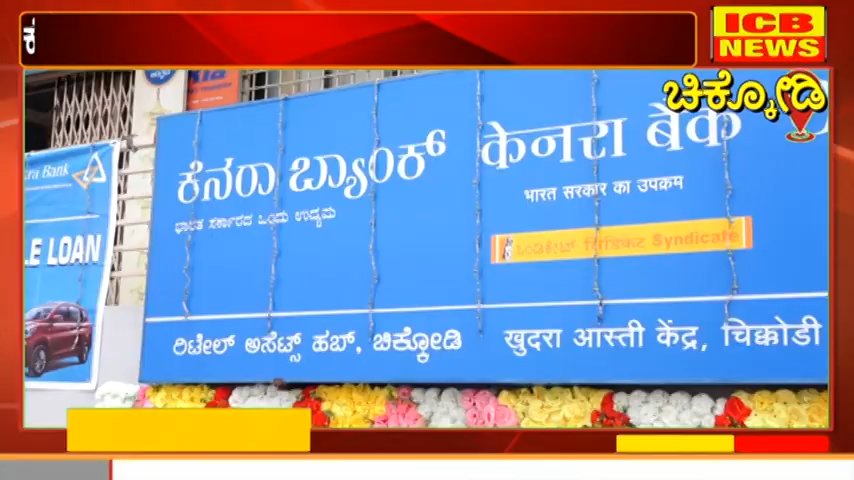 ICB
NEWS
ಚಿಕ್ಕೋಡಿ
ಕೆನರಾ ಬ್ಯಾಂಕ್ केनरा बैंक
ಭಾರತ ಸರ್ಕಾರದ ಒಂದು ಉದ್ಯಮ भारत सरकार का उपक्रम
सिंडिकेट Syndicate
ರಿಟೇಲ್ ಅಸೆಟ್ಸ್ ಹಬ್, ಚಿಕ್ಕೋಡಿ खुदरा आस्ती केंद्र, चिक्कोडी
Bank
LE LOAN